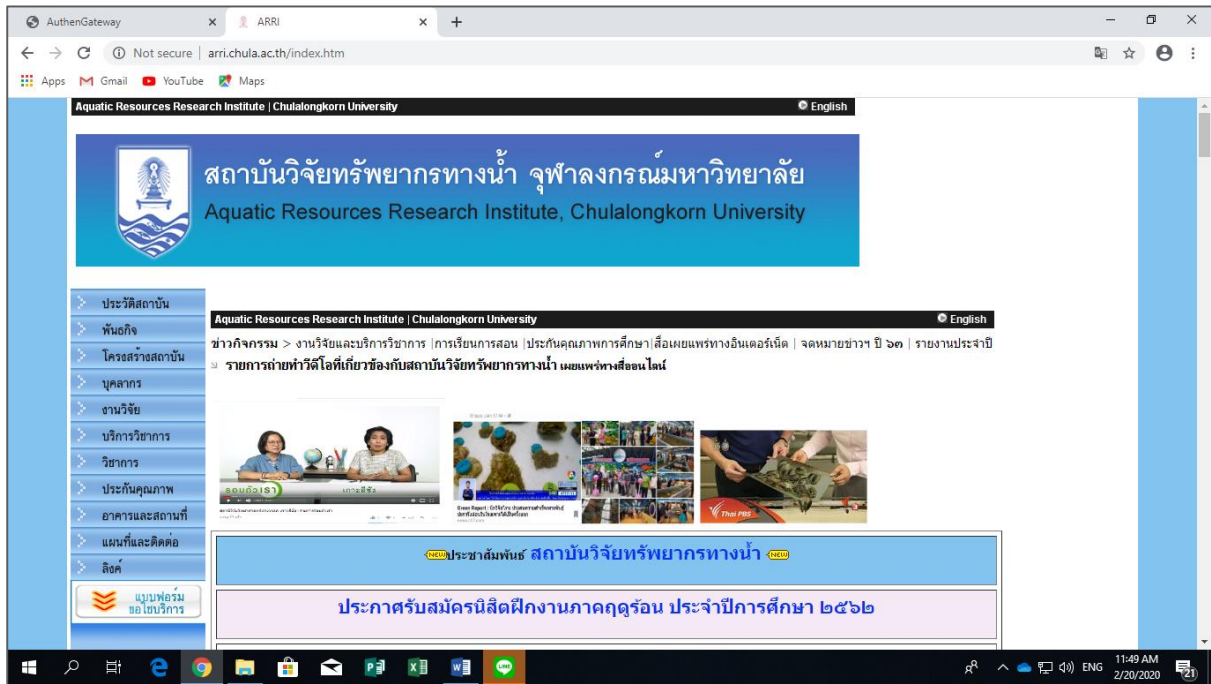 AuthenGateway
ARRI
Not secure | arri.chula.ac.th/index.htm
Apps Gmail YouTube Maps
Aquatic Resources Research Institute | Chulalongkorn University English
สถาบันวิจัยทรัพยากรทางน้ำ จุฬาลงกรณ์มหาวิทยาลัย
Aquatic Resources Research Institute, Chulalongkorn University
ประวัติสถาบัน
พันธกิจ
โครงสร้างสถาบัน
บุคลากร
งานวิจัย
บริการวิชาการ
วิชาการ
ประกันคุณภาพ
อาคารและสถานที่
แผนที่และติดต่อ
ลิงค์
แบบฟอร์ม
ขอใช้บริการ
Aquatic Resources Research Institute | Chulalongkorn University English
ข่าวกิจกรรม > งานวิจัยและบริการวิชาการ |การเรียนการสอน |ประกันคุณภาพการศึกษา|สื่อเผยแพร่ทางอินเตอร์เน็ต | จดหมายข่าวฯ ปี ๖๓ | รายงานประจำปี
รายการถ่ายทำวีดีโอที่เกี่ยวข้องกับสถาบันวิจัยทรัพยากรทางน้ำ เผยแพร่ทางสื่อออนไลน์
รอบตัวเรา เกาะสีชัง
Thai PBS
NEW ประชาสัมพันธ์ สถาบันวิจัยทรัพยากรทางน้ำ NEW
ประกาศรับสมัครนิสิตฝึกงานภาคฤดูร้อน ประจำปีการศึกษา ๒๕๖๒
ENG
11:49 AM
2/20/2020
21